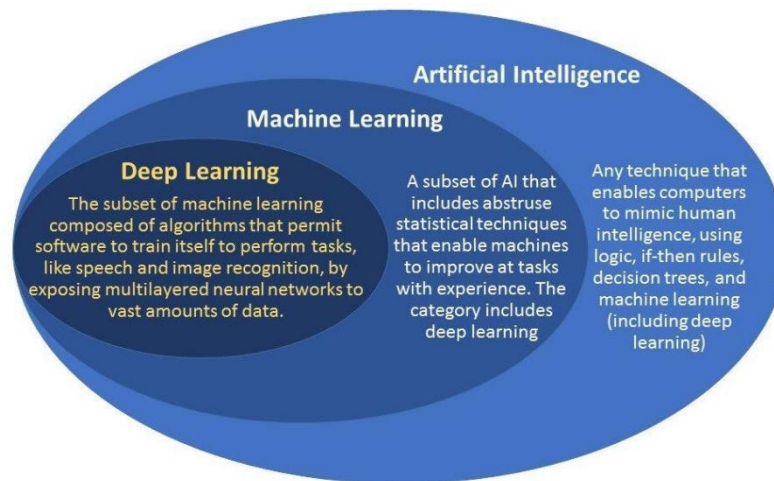 Artificial Intelligence
Machine Learning
Deep Learning
The subset of machine learning
composed of algorithms that permit
software to train itself to perform tasks,
like speech and image recognition, by
exposing multilayered neural networks to
vast amounts of data.
A subset of AI that
includes abstruse
statistical techniques
that enable machines
to improve at tasks
with experience. The
category includes
deep learning
Any technique that
enables computers
to mimic human
intelligence, using
logic, if-then rules,
decision trees, and
machine learning
(including deep
learning)